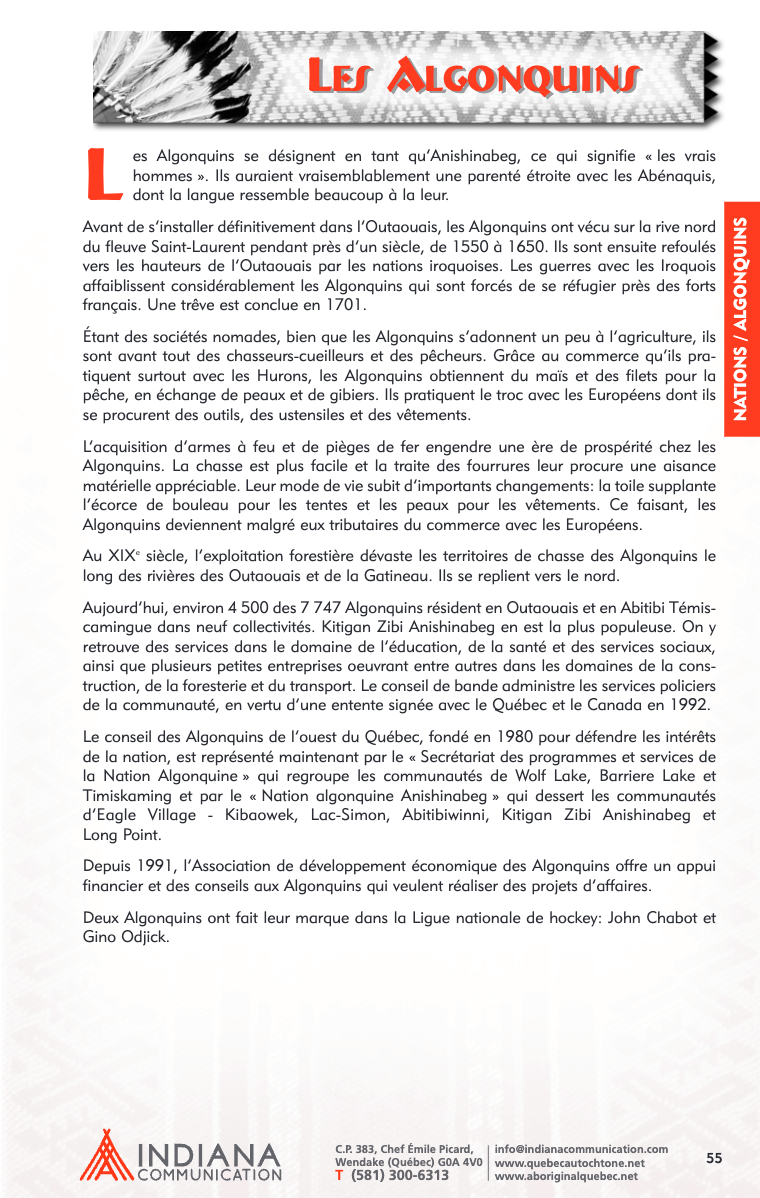 Les Algonquins
Les Algonquins se désignent en tant qu'Anishinabeg, ce qui signifie « les vrais
hommes ». Ils auraient vraisemblablement une parenté étroite avec les Abénaquis,
dont la langue ressemble beaucoup à la leur.
Avant de s'installer définitivement dans l'Outaouais, les Algonquins ont vécu sur la rive nord
du fleuve Saint-Laurent pendant près d'un siècle, de 1550 à 1650. Ils sont ensuite refoulés
vers les hauteurs de l'Outaouais par les nations iroquoises. Les guerres avec les Iroquois
affaiblissent considérablement les Algonquins qui sont forcés de se réfugier près des forts
français. Une trêve est conclue en 1701.
Étant des sociétés nomades, bien que les Algonquins s'adonnent un peu à l'agriculture, ils
sont avant tout des chasseurs-cueilleurs et des pêcheurs. Grâce au commerce qu'ils pra-
tiquent surtout avec les Hurons, les Algonquins obtiennent du maïs et des filets pour la
pêche, en échange de peaux et de gibiers. Ils pratiquent le troc avec les Européens dont ils
se procurent des outils, des ustensiles et des vêtements.
L'acquisition d'armes à feu et de pièges de fer engendre une ère de prospérité chez les
Algonquins. La chasse est plus facile et la traite des fourrures leur procure une aisance
matérielle appréciable. Leur mode de vie subit d'importants changements: la toile supplante
l'écorce de bouleau pour les tentes et les peaux pour les vêtements. Ce faisant, les
Algonquins deviennent malgré eux tributaires du commerce avec les Européens.
Au XIXe siècle, l'exploitation forestière dévaste les territoires de chasse des Algonquins le
long des rivières des Outaouais et de la Gatineau. Ils se replient vers le nord.
Aujourd'hui, environ 4 500 des 7 747 Algonquins résident en Outaouais et en Abitibi Témis-
camingue dans neuf collectivités. Kitigan Zibi Anishinabeg en est la plus populeuse. On y
retrouve des services dans le domaine de l'éducation, de la santé et des services sociaux,
ainsi que plusieurs petites entreprises oeuvrant entre autres dans les domaines de la cons-
truction, de la foresterie et du transport. Le conseil de bande administre les services policiers
de la communauté, en vertu d'une entente signée avec le Québec et le Canada en 1992.
Le conseil des Algonquins de l'ouest du Québec, fondé en 1980 pour défendre les intérêts
de la nation, est représenté maintenant par le « Secrétariat des programmes et services de
la Nation Algonquine » qui regroupe les communautés de Wolf Lake, Barriere Lake et
Timiskaming et par le « Nation algonquine Anishinabeg » qui dessert les communautés
d'Eagle Village - Kibaowek, Lac-Simon, Abitibiwinni, Kitigan Zibi Anishinabeg et
Long Point.
Depuis 1991, l'Association de développement économique des Algonquins offre un appui
financier et des conseils aux Algonquins qui veulent réaliser des projets d'affaires.
Deux Algonquins ont fait leur marque dans la Ligue nationale de hockey: John Chabot et
Gino Odjick.
NATIONS / ALGONQUINS
INDIANA
COMMUNICATION
C.P. 383, Chef Émile Picard,
Wendake (Québec) G0A 4V0
T (581) 300-6313
info@indianacommunication.com
www.quebecautochtone.net
www.aboriginalquebec.net
55